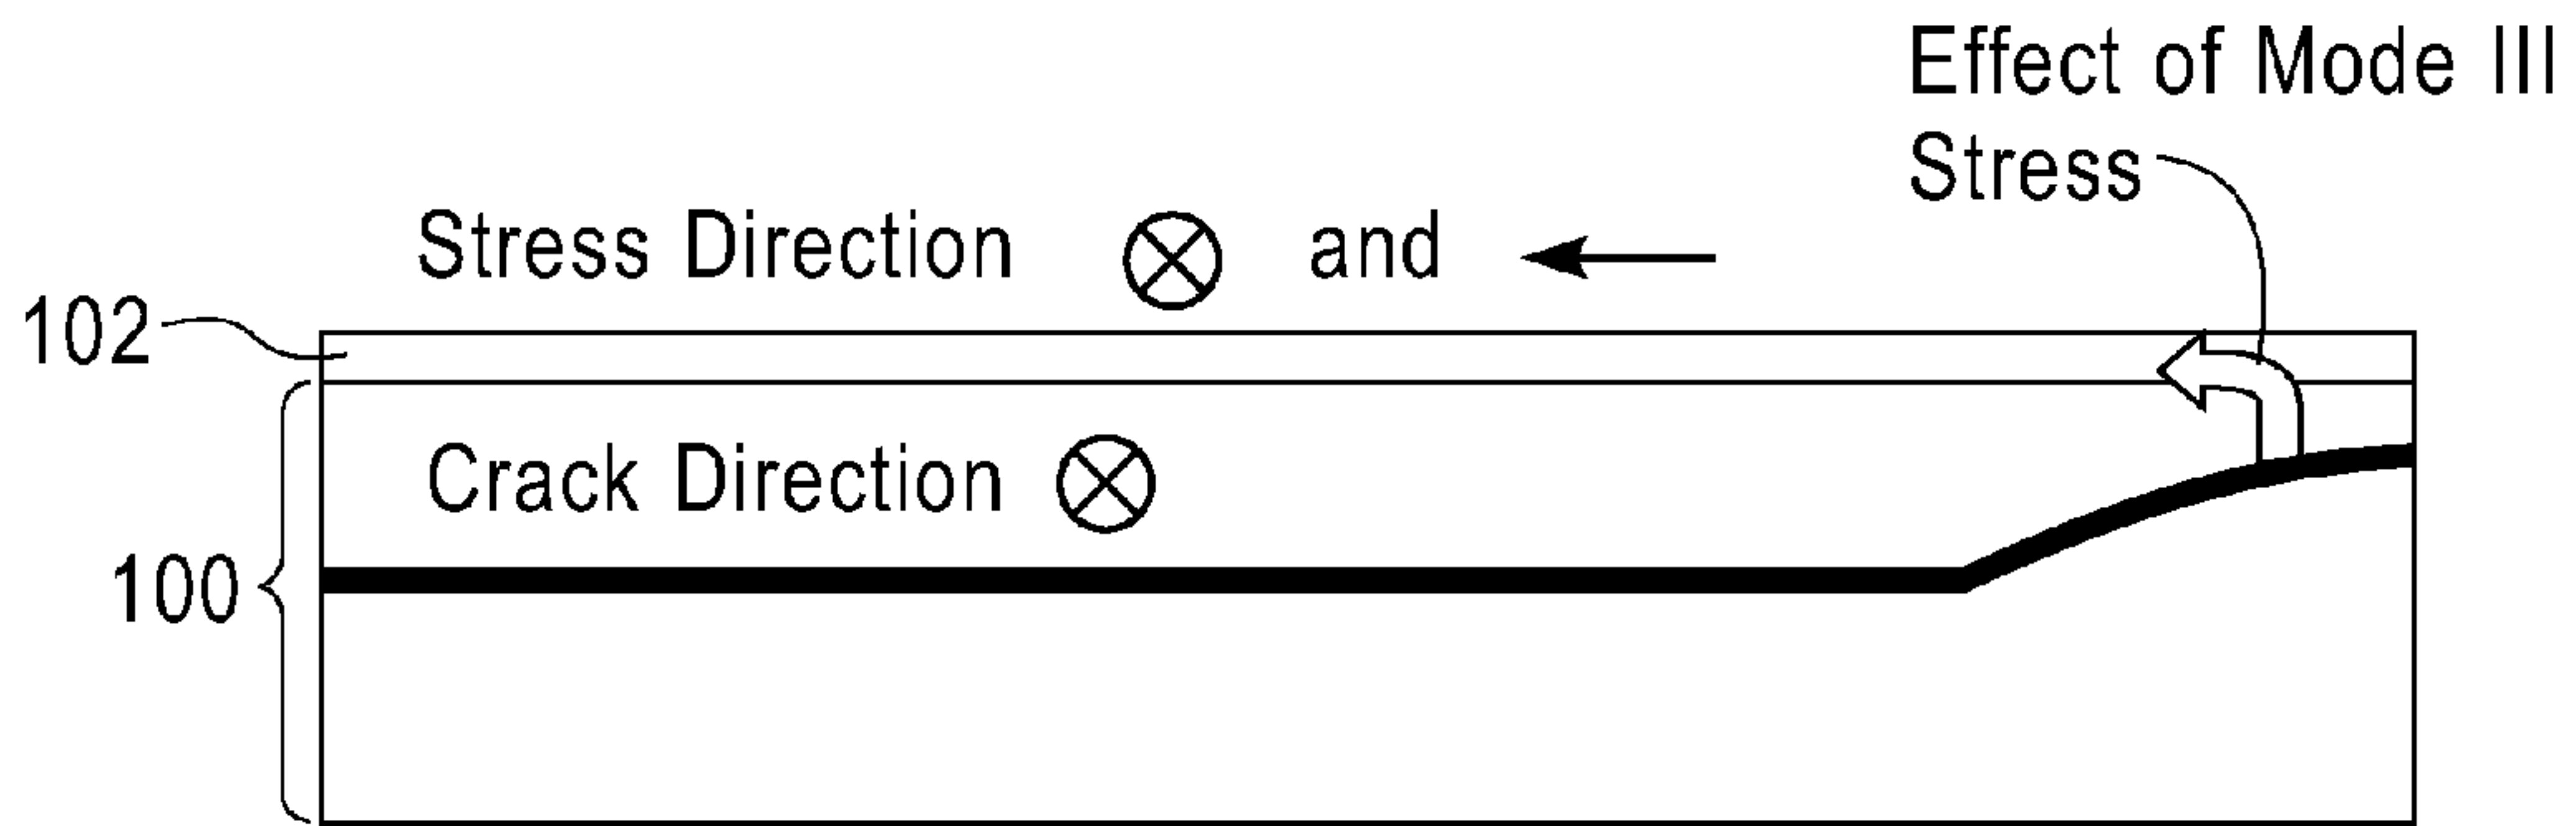 Effect of Mode III
Stress
Stress Direction ⊗ and ←
102
Crack Direction ⊗
100